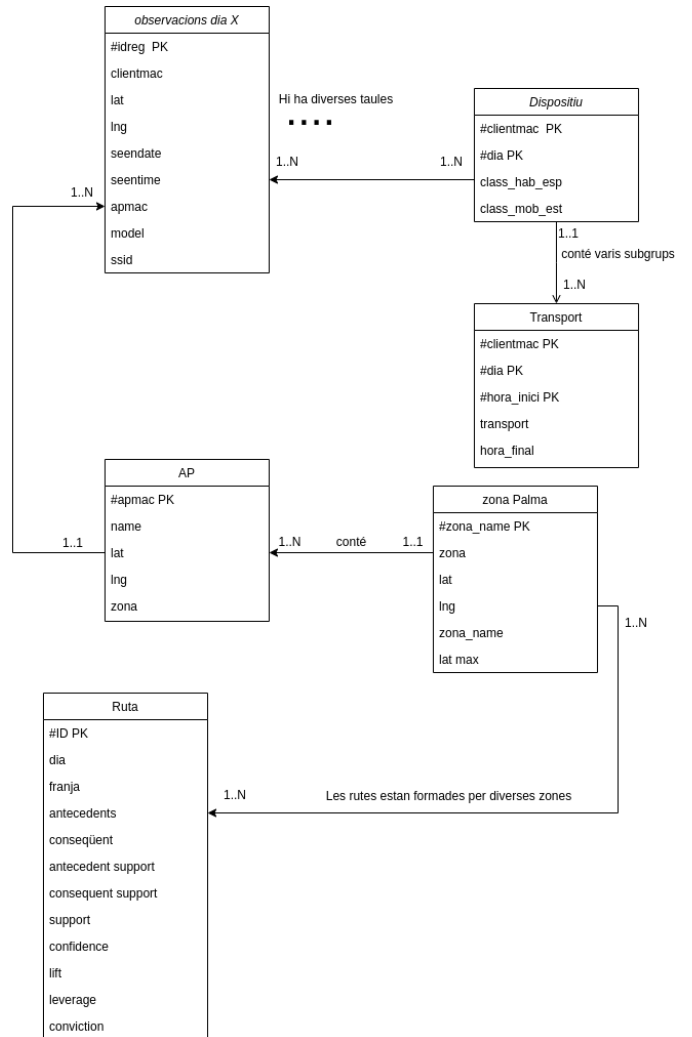 observacions dia X
#idreg PK
clientmac
lat
lng
seendate
seentime
apmac
model
ssid
Hi ha diverses taules
....
1..N
1..N
1..N
Dispositiu
#clientmac PK
#dia PK
class_hab_esp
class_mob_est
1..1
conté varis subgrups
1..N
Transport
#clientmac PK
#dia PK
#hora_inici PK
transport
hora_final
AP
#apmac PK
name
lat
lng
zona
1..1
1..N conté 1..1
zona Palma
#zona_name PK
zona
lat
lng
zona_name
lat max
1..N
Ruta
#ID PK
dia
franja
antecedents
conseqüent
antecedent support
consequent support
support
confidence
lift
leverage
conviction
1..N
Les rutes estan formades per diverses zones